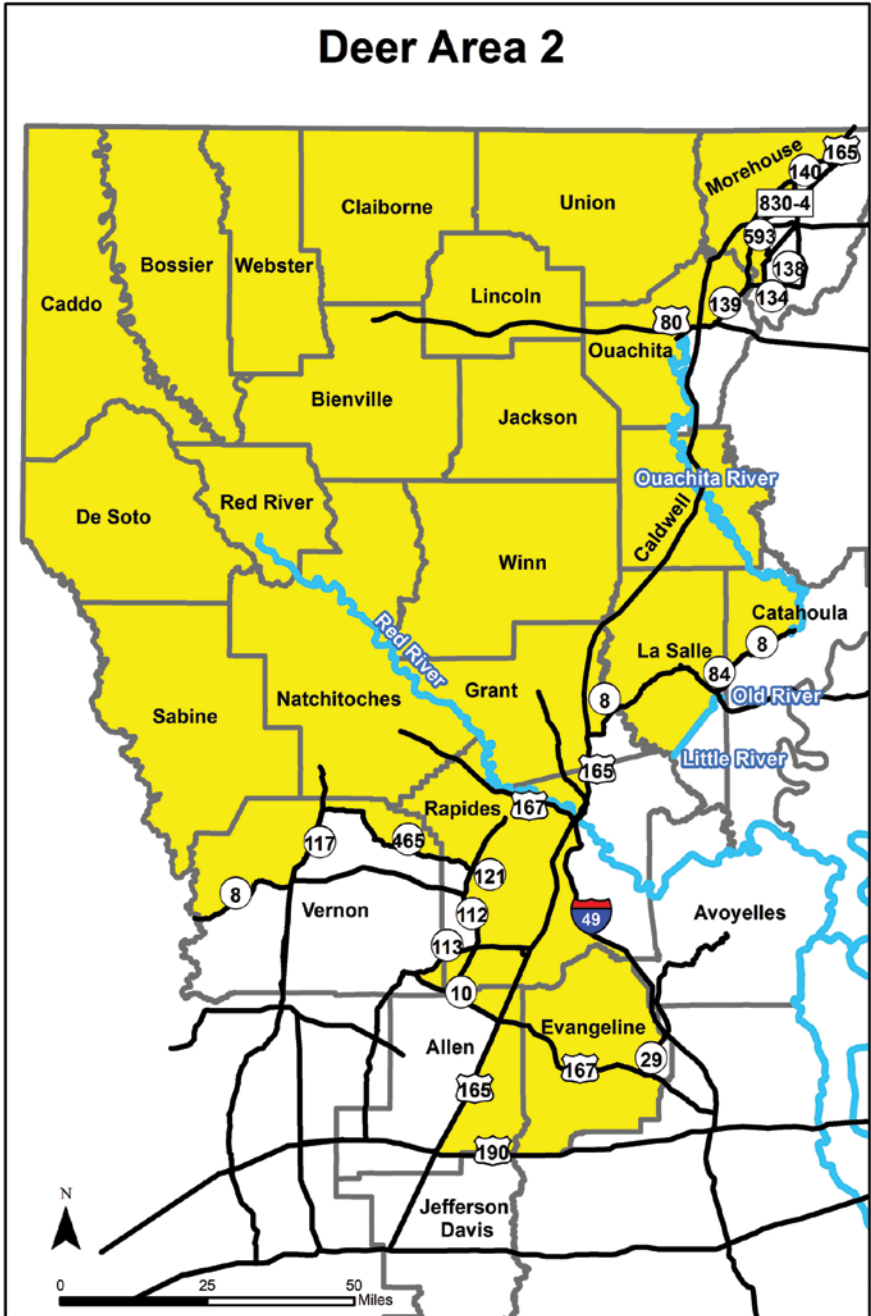 Deer Area 2
Morehouse
165
140
830-4
593
138
134
139
Claiborne
Union
Bossier
Webster
Caddo
Lincoln
80
Ouachita
Bienville
Jackson
Ouachita River
De Soto
Red River
Caldwell
Winn
Catahoula
8
La Salle
84
Old River
Red River
Grant
8
Natchitoches
Sabine
Little River
165
167
Rapides
117
465
121
8
Vernon
112
49
Avoyelles
113
10
Evangeline
Allen
29
167
165
190
Jefferson
Davis
N
0
25
50
Miles